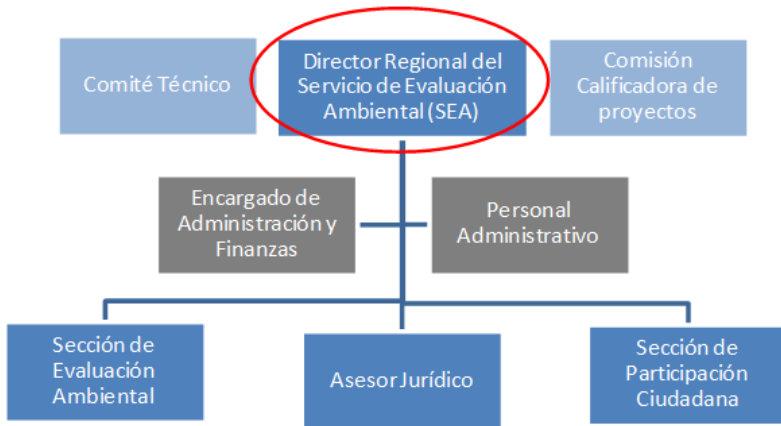 Comité Técnico
Director Regional del
Servicio de Evaluación
Ambiental (SEA)
Comisión
Calificadora de
proyectos
Encargado de
Administración y
Finanzas
Personal
Administrativo
Sección de
Evaluación
Ambiental
Asesor Jurídico
Sección de
Participación
Ciudadana